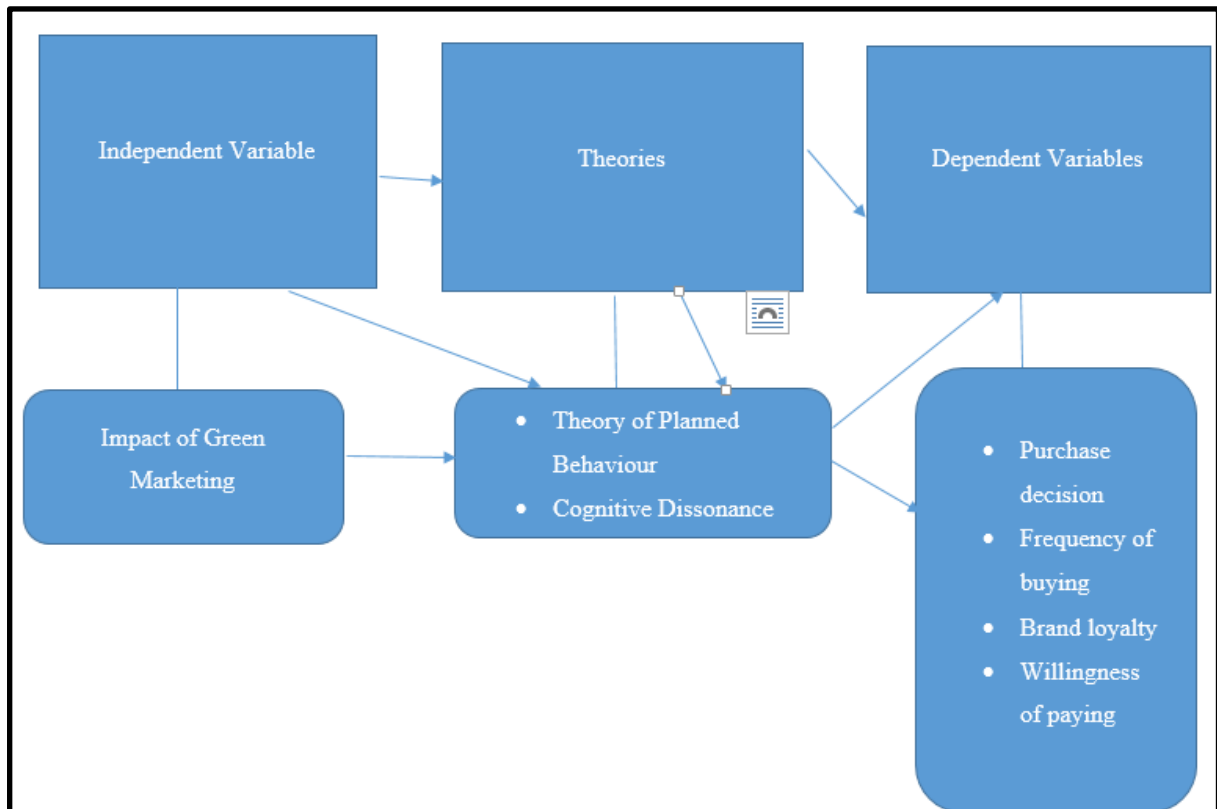 Independent Variable
Theories
Dependent Variables
Impact of Green
Marketing
• Theory of Planned
Behaviour
• Cognitive Dissonance
• Purchase
decision
• Frequency of
buying
• Brand loyalty
• Willingness
of paying